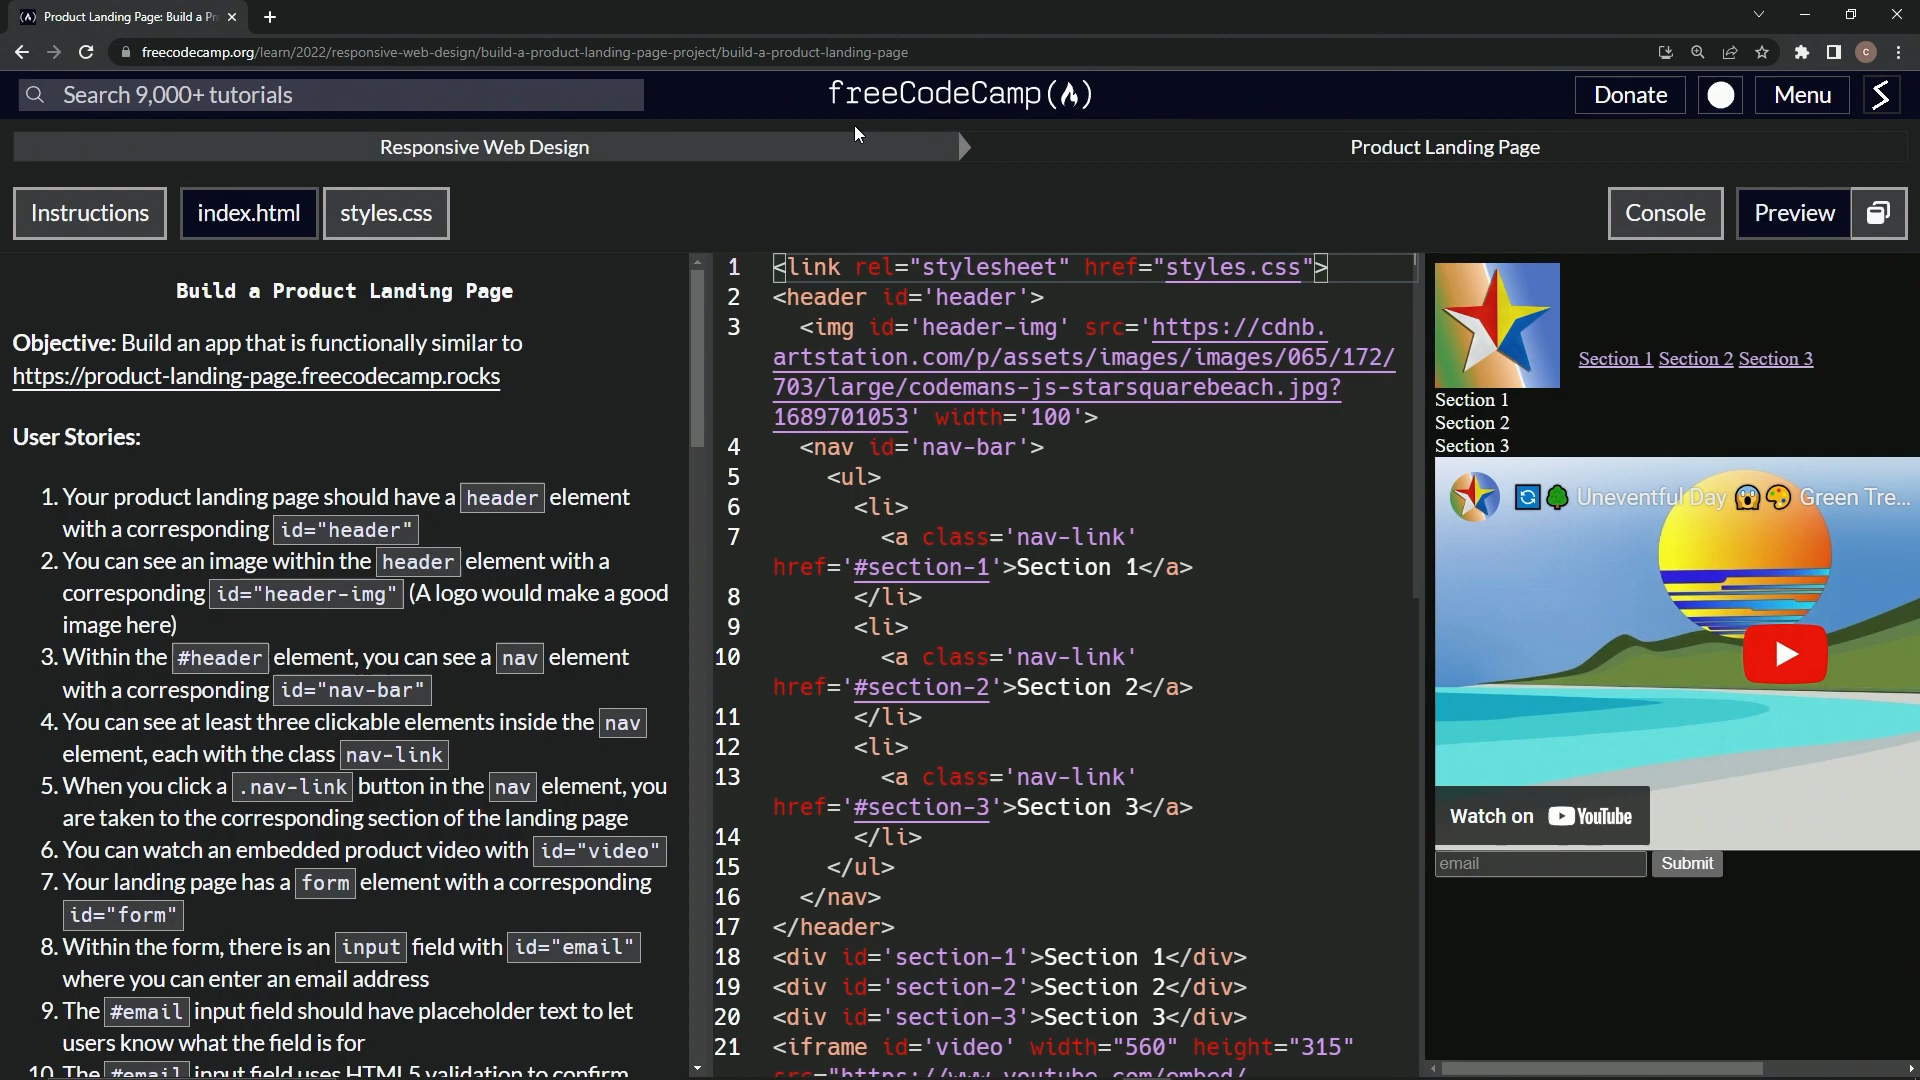 Product Landing Page: Build a Pr
freecodecamp.org/learn/2022/responsive-web-design/build-a-product-landing-page-project/build-a-product-landing-page
C
Search 9,000+ tutorials
freeCodeCamp
Donate
Menu
Responsive Web Design
Product Landing Page
Instructions
index.html
styles.css
Console
Preview
Build a Product Landing Page
Objective: Build an app that is functionally similar to
https://product-landing-page.freecodecamp.rocks
User Stories:
1. Your product landing page should have a header element
with a corresponding id="header"
2. You can see an image within the header element with a
corresponding id="header-img" (A logo would make a good
image here)
3. Within the #header element, you can see a nav element
with a corresponding id="nav-bar"
4. You can see at least three clickable elements inside the nav
element, each with the class nav-link
5. When you click a .nav-link button in the nav element, you
are taken to the corresponding section of the landing page
6. You can watch an embedded product video with id="video"
7. Your landing page has a form element with a corresponding
id="form"
8. Within the form, there is an input field with id="email"
where you can enter an email address
9. The #email input field should have placeholder text to let
users know what the field is for
10. The #email input field uses HTML5 validation to confirm
1 <link rel="stylesheet" href="styles.css">
2 <header id='header'>
3 <img id='header-img' src='https://cdnb.
artstation.com/p/assets/images/images/065/172/
703/large/codemans-js-starsquarebeach.jpg?
1689701053' width='100'>
4 <nav id='nav-bar'>
5 <ul>
6 <li>
7 <a class='nav-link'
href='#section-1'>Section 1</a>
8 </li>
9 <li>
10 <a class='nav-link'
href='#section-2'>Section 2</a>
11 </li>
12 <li>
13 <a class='nav-link'
href='#section-3'>Section 3</a>
14 </li>
15 </ul>
16 </nav>
17 </header>
18 <div id='section-1'>Section 1</div>
19 <div id='section-2'>Section 2</div>
20 <div id='section-3'>Section 3</div>
21 <iframe id='video' width="560" height="315"
src="https://www.youtube.com/embed/
Section 1 Section 2 Section 3
Section 1
Section 2
Section 3
Uneventful Day Green Tre...
Watch on YouTube
email
Submit